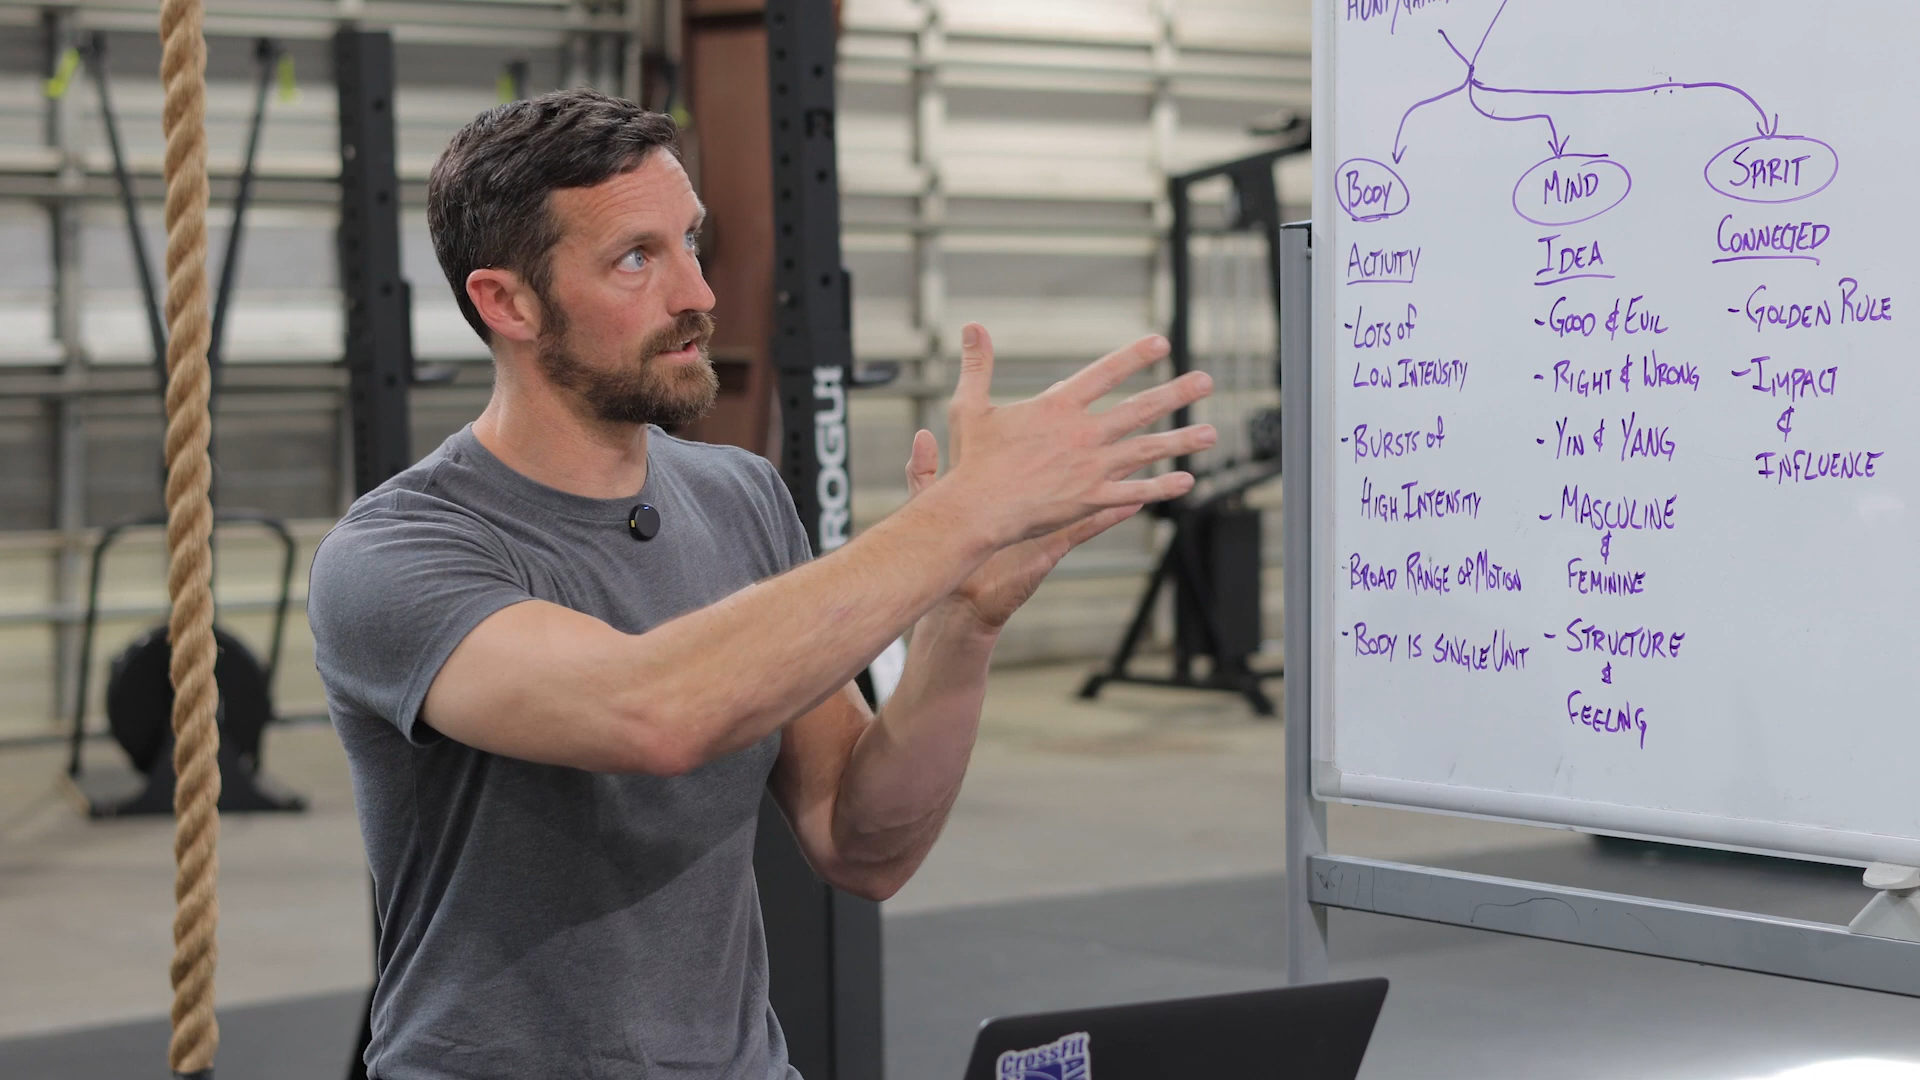 BODY
ACTIVITY
-LOTS of
LOW INTENSITY
-BURSTS of
HIGH INTENSITY
-BROAD RANGE of MOTION
-BODY IS SINGLE UNIT
MIND
IDEA
-GOOD & EVIL
-RIGHT & WRONG
-YIN & YANG
-MASCULINE
&
FEMININE
-STRUCTURE
&
FEELING
SPIRIT
CONNECTED
-GOLDEN RULE
-IMPACT
&
INFLUENCE
ROGUE
CrossFit